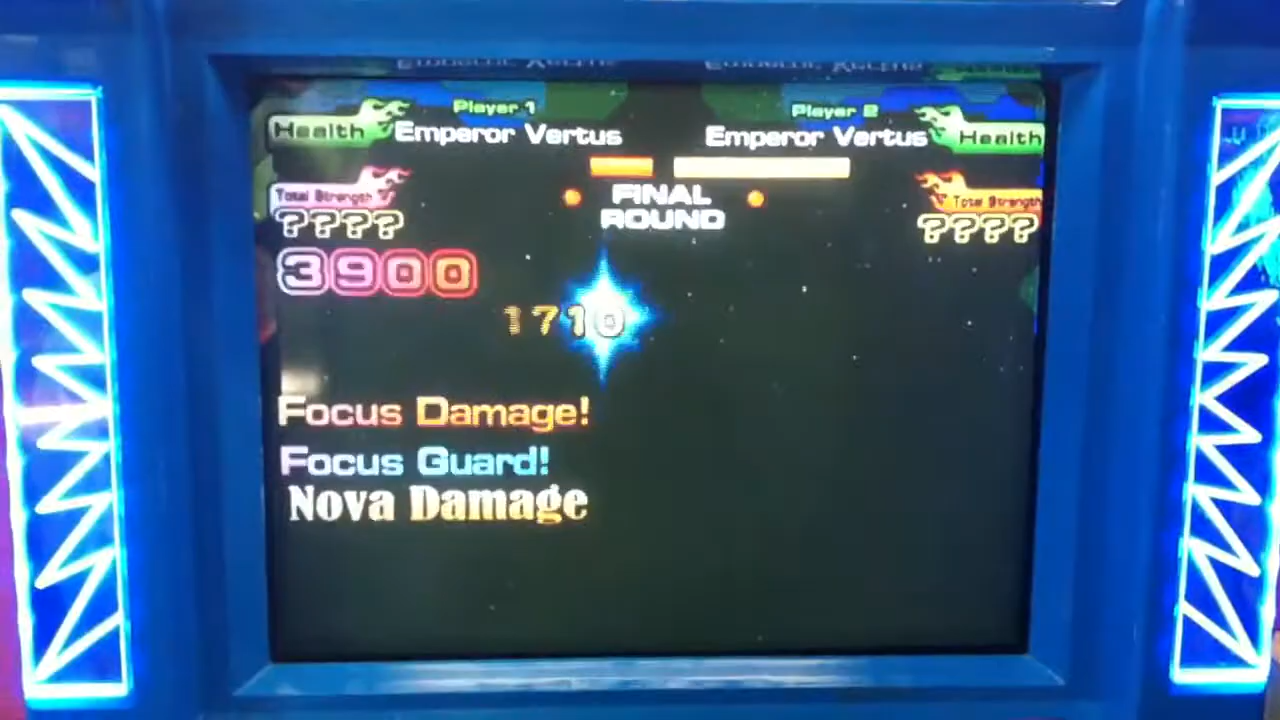 Player 1
Player 2
Health
Emperor Vertus
Emperor Vertus
Health
Total Strength
FINAL
ROUND
Total Strength
????
????
3900
1710
Focus Damage!
Focus Guard!
Nova Damage